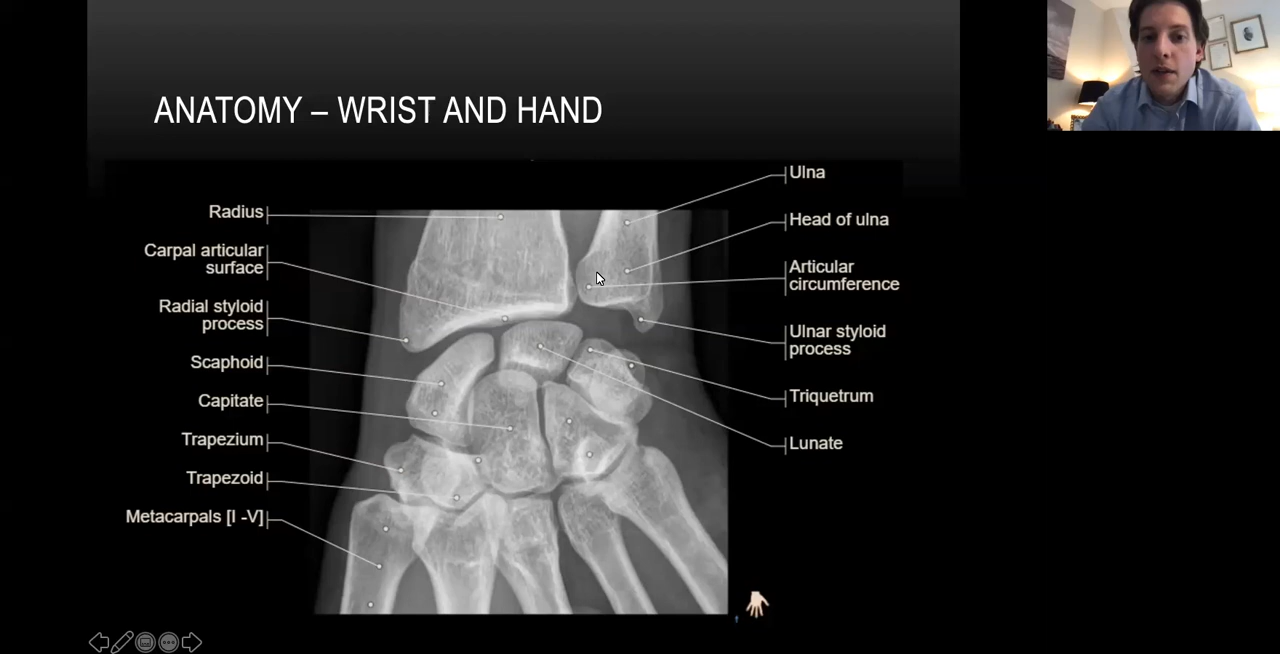 ANATOMY – WRIST AND HAND
Radius
Carpal articular
surface
Radial styloid
process
Scaphoid
Capitate
Trapezium
Trapezoid
Metacarpals [I -V]
Ulna
Head of ulna
Articular
circumference
Ulnar styloid
process
Triquetrum
Lunate